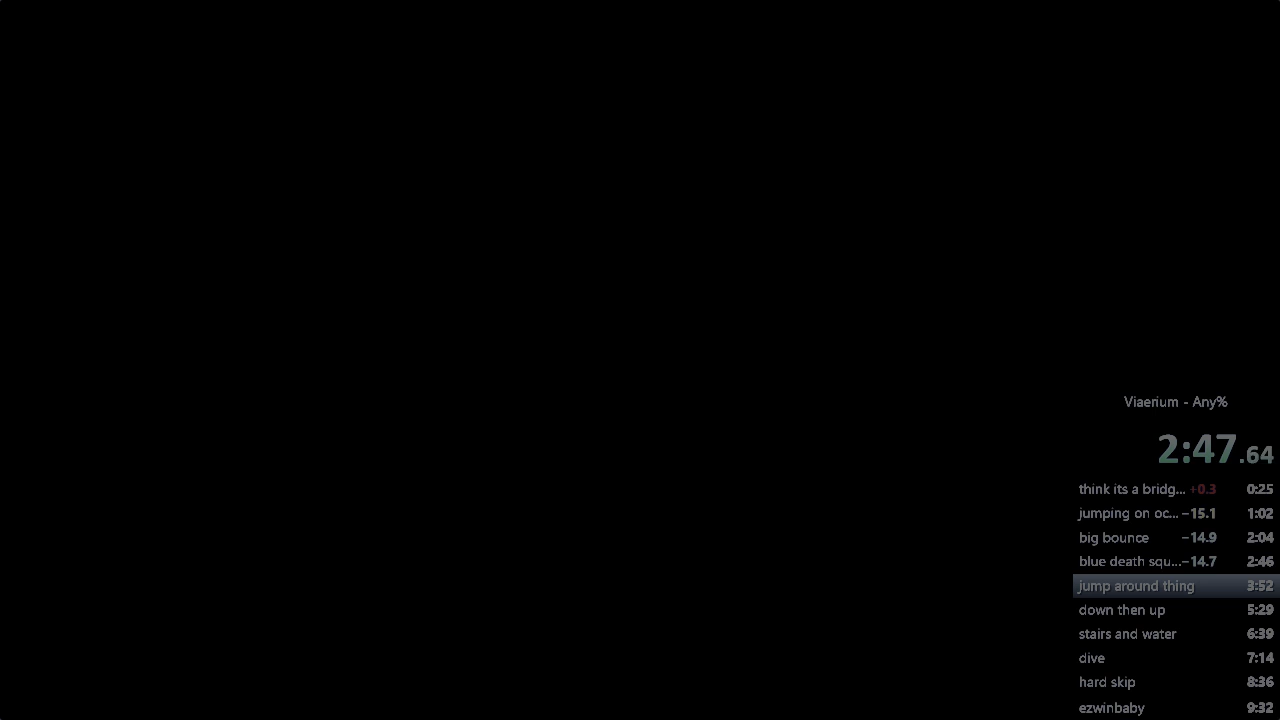 Viaerium - Any%
2:47.64
think its a bridg... +0.3 0:25
jumping on oc... −15.1 1:02
big bounce −14.9 2:04
blue death squ... −14.7 2:46
jump around thing 3:52
down then up 5:29
stairs and water 6:39
dive 7:14
hard skip 8:36
ezwinbaby 9:32